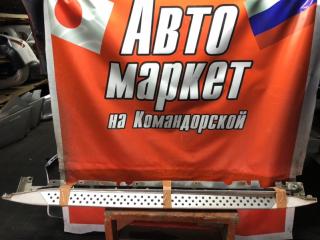 Авто
маркет
на Командорской